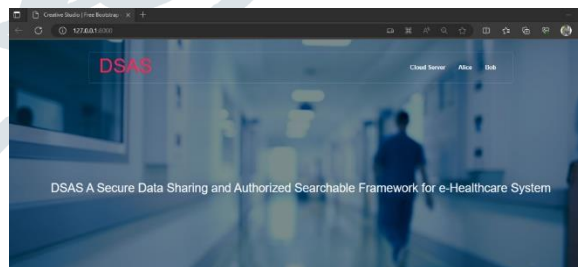 Creative Studio | Free Bootstrap
127.0.0.1
DSAS
Cloud Server Alice Bob
DSAS A Secure Data Sharing and Authorized Searchable Framework for e-Healthcare System